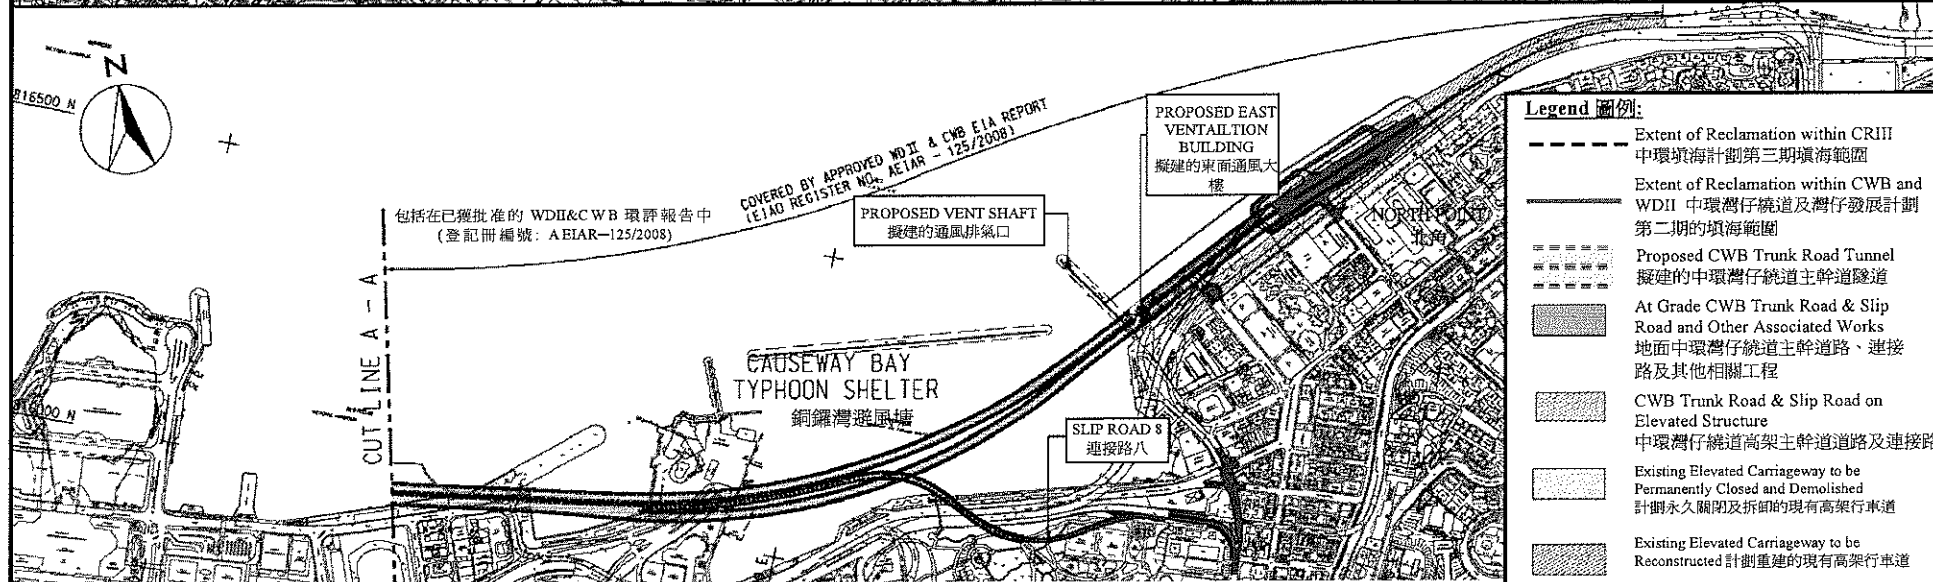 N
816500 N
COVERED BY APPROVED WDII & CWB EIA REPORT
(EIAO REGISTER NO. AEIAR - 125/2008)
包括在已獲批准的 WDII&CWB 環評報告中
(登記冊編號: AEIAR-125/2008)
PROPOSED EAST
VENTAILTION
BUILDING
擬建的東面通風大
樓
PROPOSED VENT SHAFT
擬建的通風排氣口
NORTH POINT
北角
CUT LINE A - A
CAUSEWAY BAY
TYPHOON SHELTER
銅鑼灣避風塘
SLIP ROAD 8
連接路八
816000 N
E
Legend 圖例:
Extent of Reclamation within CRIII
中環填海計劃第三期填海範圍
Extent of Reclamation within CWB and
WDII 中環灣仔繞道及灣仔發展計劃
第二期的填海範圍
Proposed CWB Trunk Road Tunnel
擬建的中環灣仔繞道主幹道隧道
At Grade CWB Trunk Road & Slip
Road and Other Associated Works
地面中環灣仔繞道主幹道路、連接
路及其他相關工程
CWB Trunk Road & Slip Road on
Elevated Structure
中環灣仔繞道高架主幹道道路及連接路
Existing Elevated Carriageway to be
Permanently Closed and Demolished
計劃永久關閉及拆卸的現有高架行車道
Existing Elevated Carriageway to be
Reconstructed 計劃重建的現有高架行車道